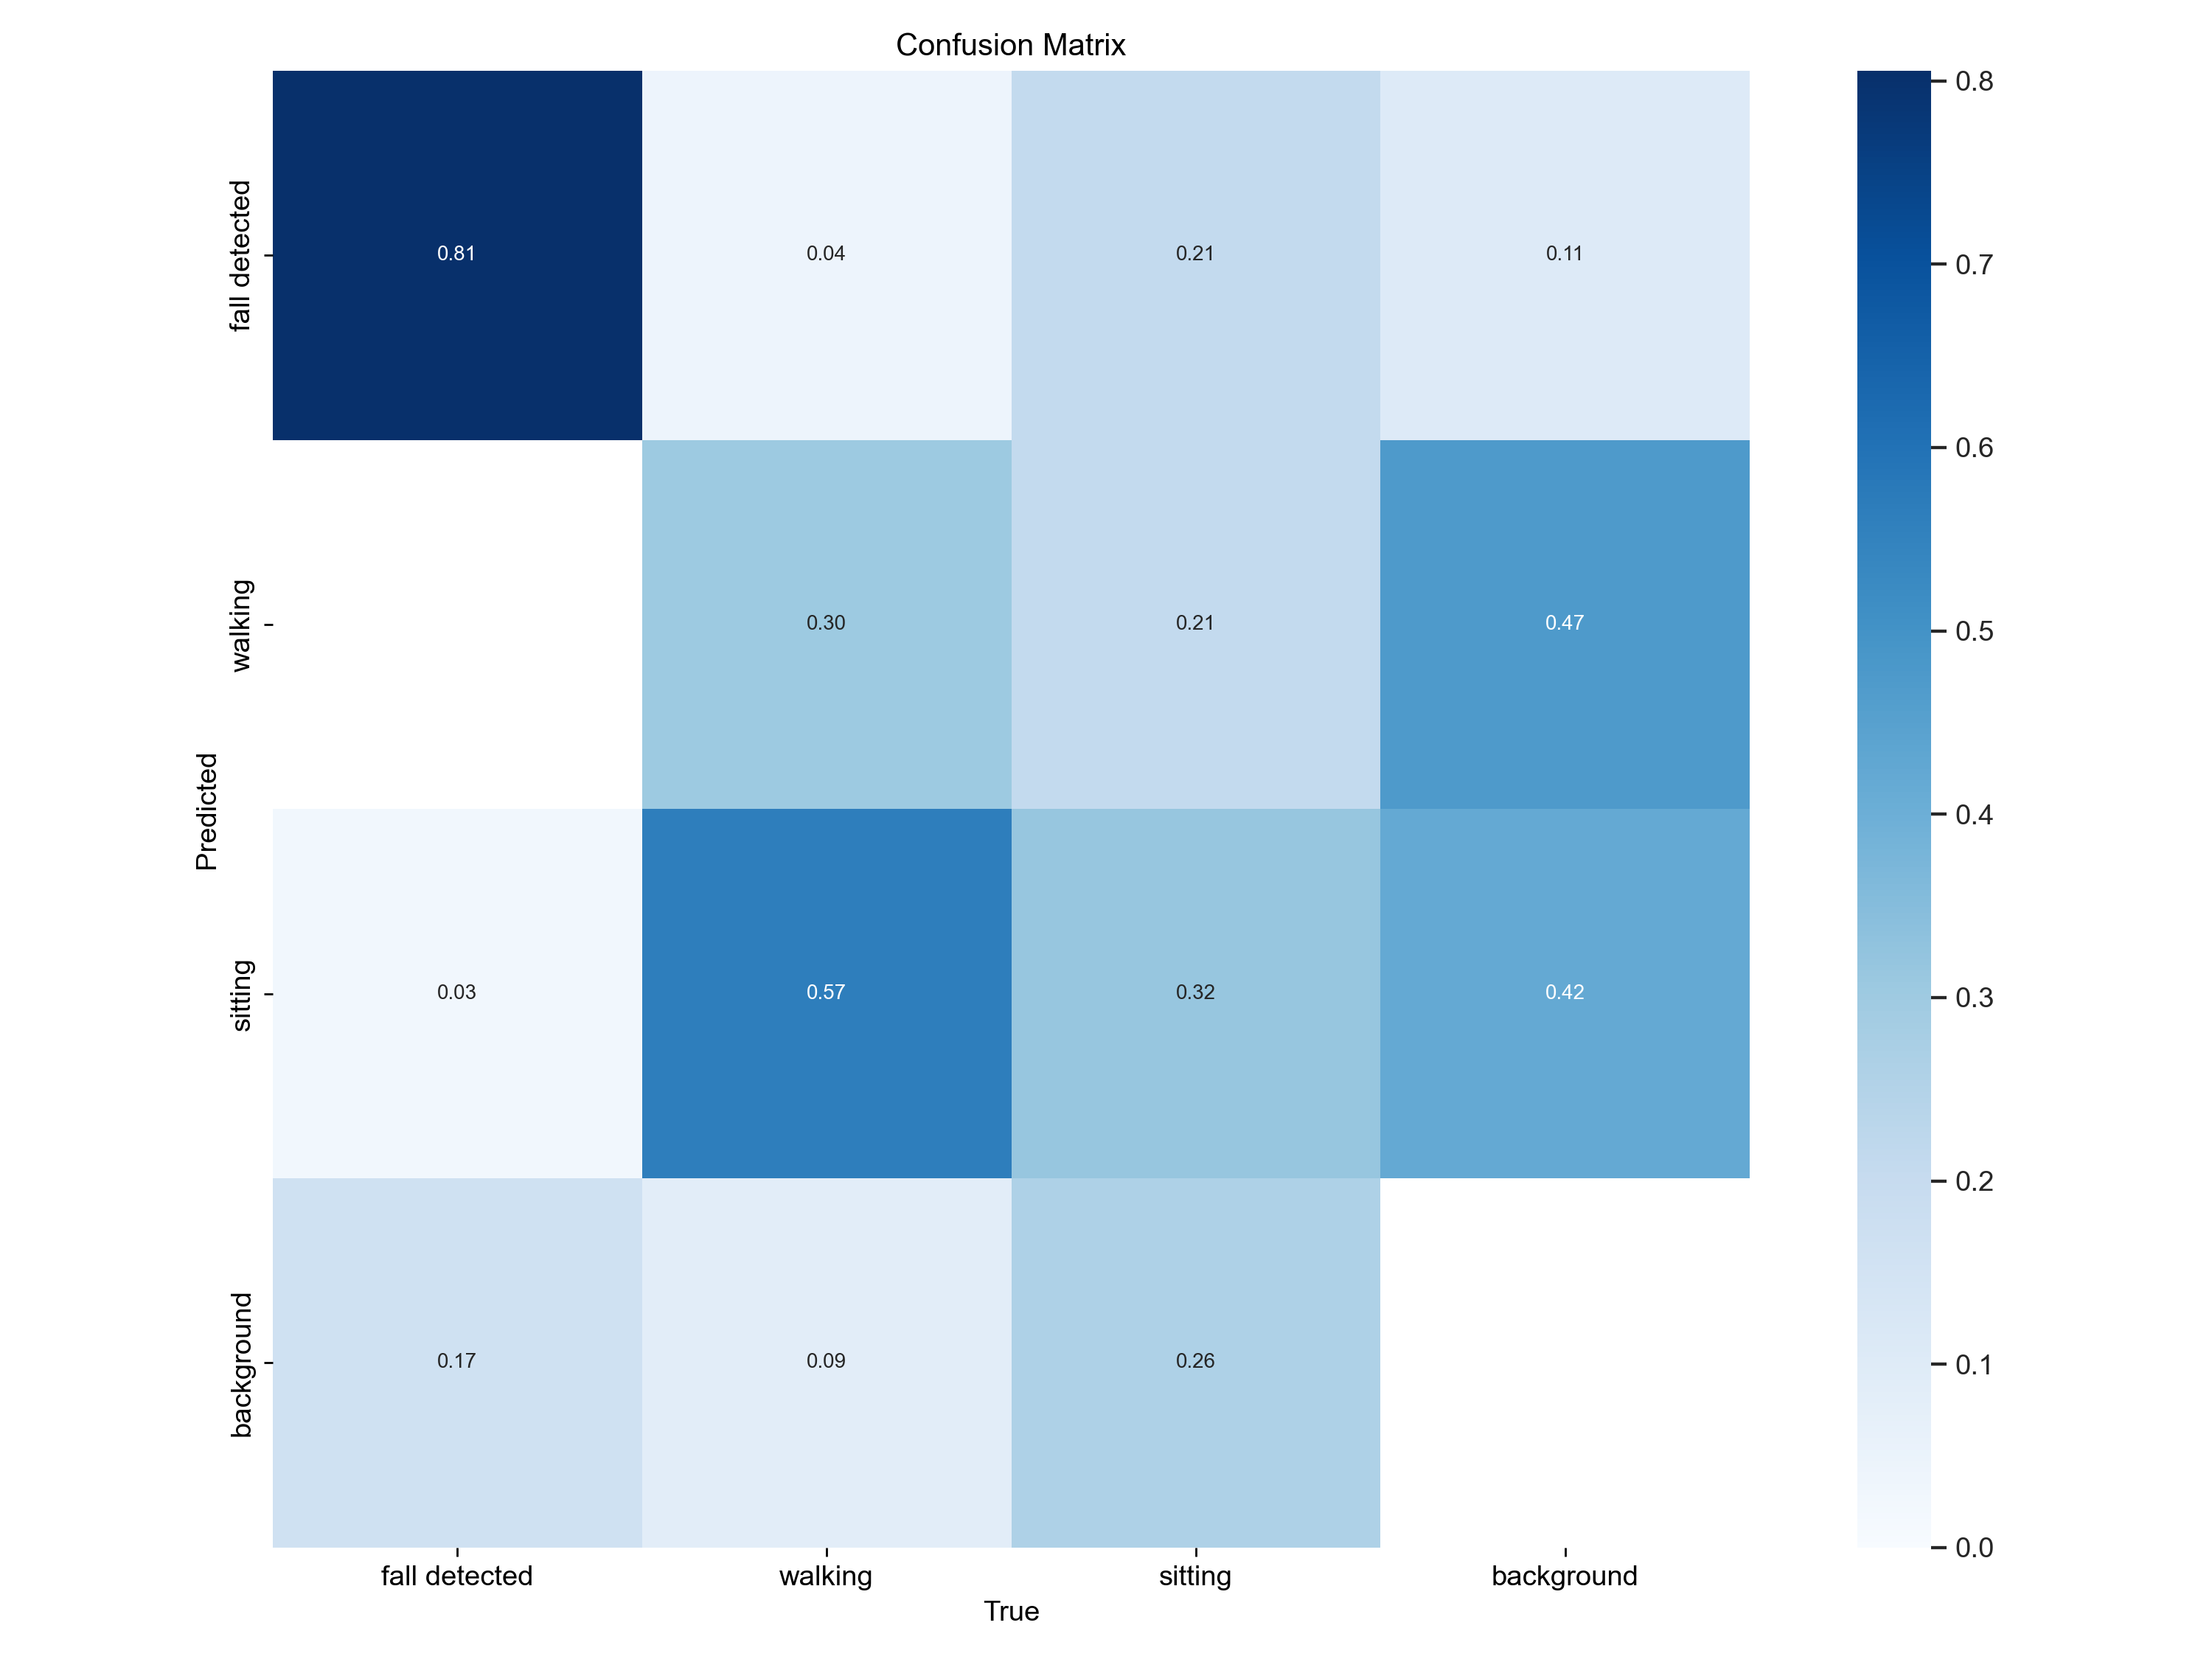 Confusion Matrix
Predicted
fall detected
0.81
0.04
0.21
0.11
walking
0.30
0.21
0.47
sitting
0.03
0.57
0.32
0.42
background
0.17
0.09
0.26
fall detected
walking
sitting
background
True
0.8
0.7
0.6
0.5
0.4
0.3
0.2
0.1
0.0